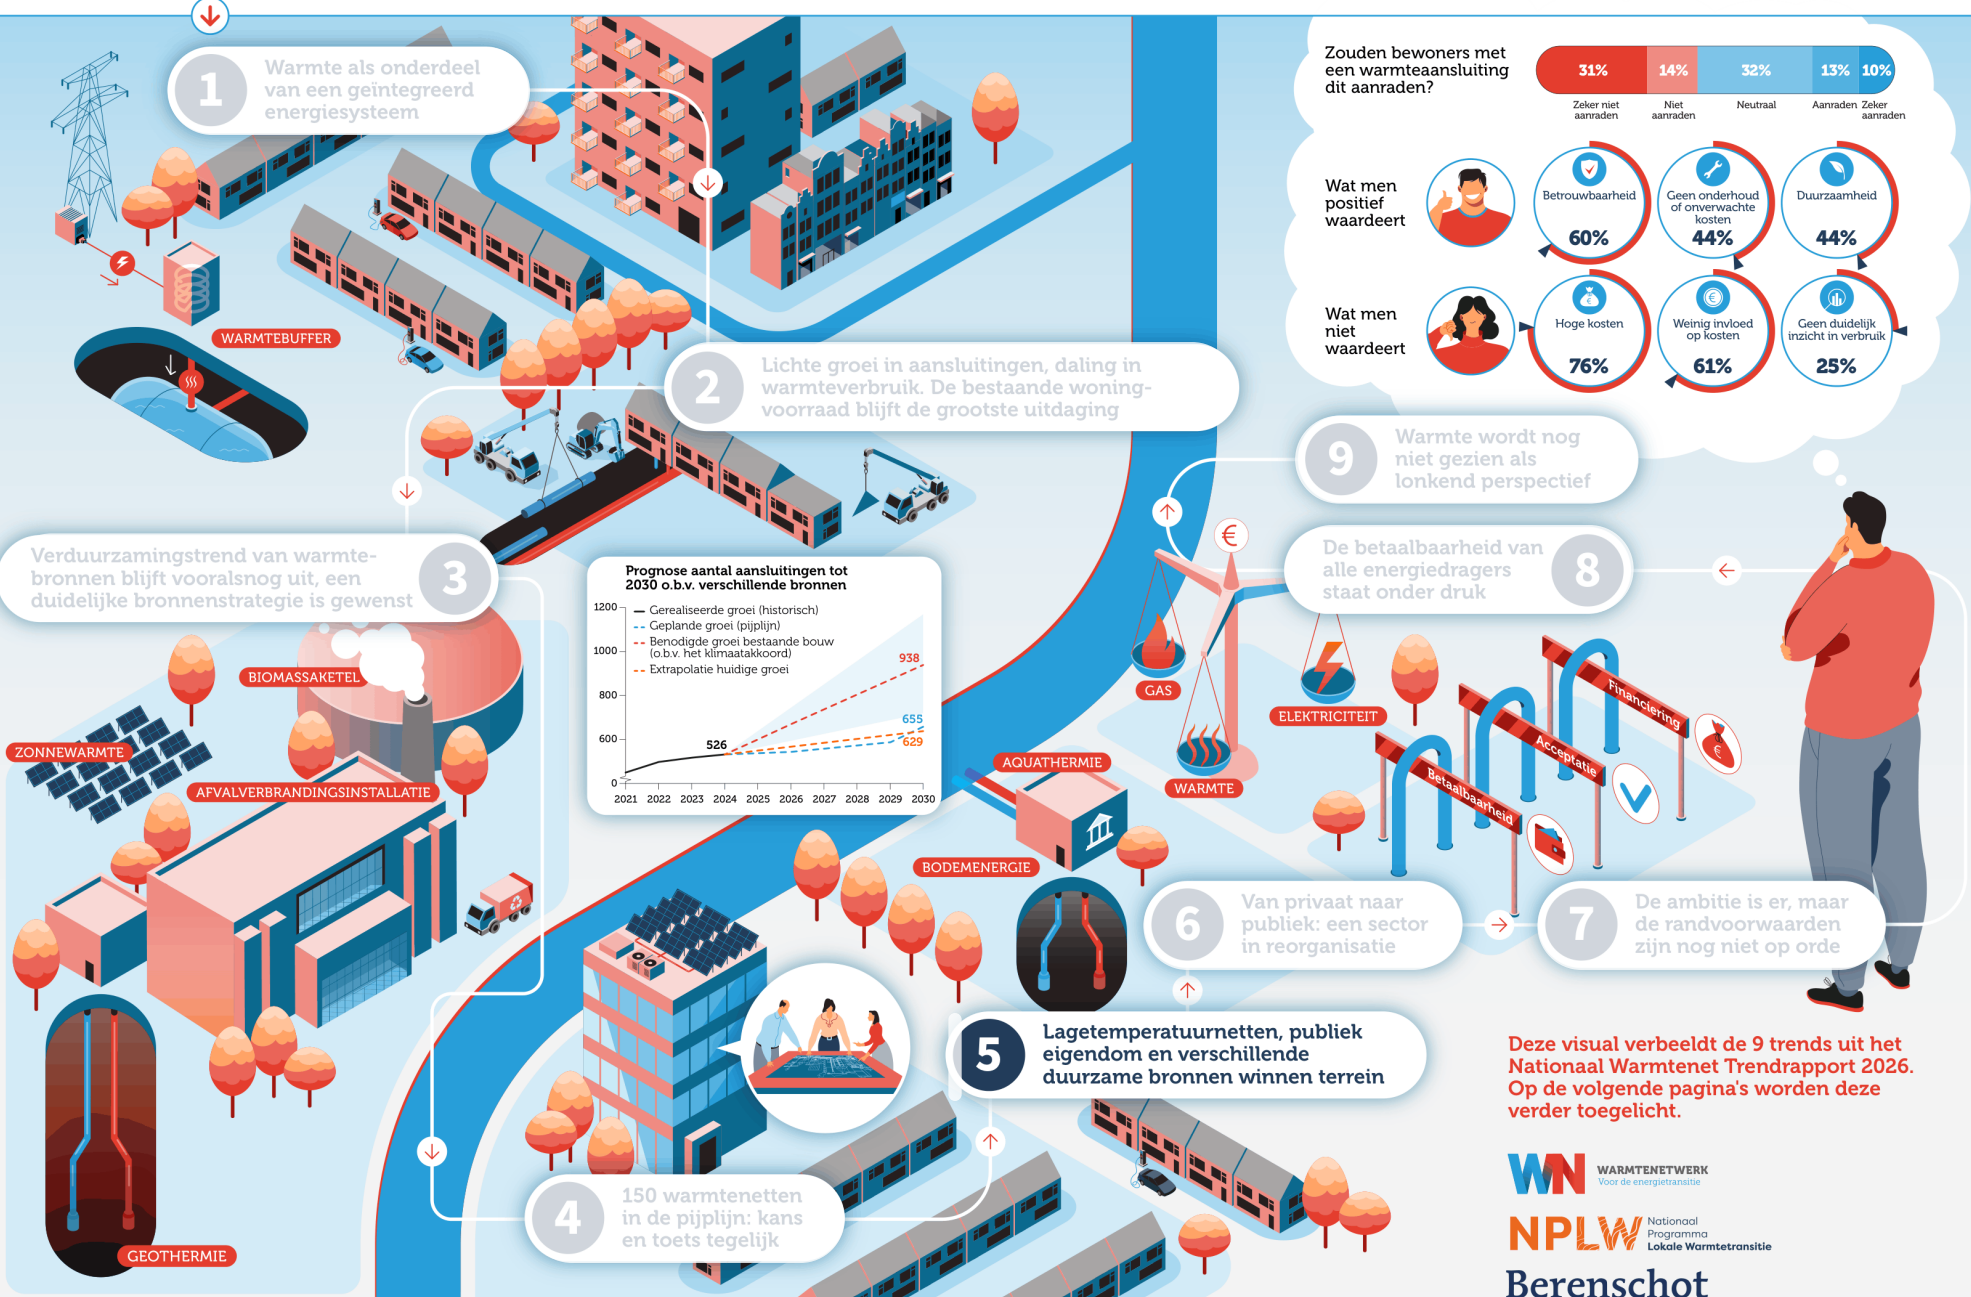 1
Warmte als onderdeel
van een geïntegreerd
energiesysteem
WARMTEBUFFER
2
Lichte groei in aansluitingen, daling in
warmteverbruik. De bestaande woning-
voorraad blijft de grootste uitdaging
Verduurzamingstrend van warmte-
bronnen blijft vooralsnog uit, een
duidelijke bronnenstrategie is gewenst
3
BIOMASSAKETEL
ZONNEWARMTE
AFVALVERBRANDINGSINSTALLATIE
GEOTHERMIE
Prognose aantal aansluitingen tot
2030 o.b.v. verschillende bronnen
Gerealiseerde groei (historisch)
Geplande groei (pijplijn)
Benodigde groei bestaande bouw
(o.b.v. het klimaatakkoord)
Extrapolatie huidige groei
1200
1000
800
600
0
526
938
655
629
2021 2022 2023 2024 2025 2026 2027 2028 2029 2030
4
150 warmtenetten
in de pijplijn: kans
en toets tegelijk
5
Lagetemperatuurnetten, publiek
eigendom en verschillende
duurzame bronnen winnen terrein
AQUATHERMIE
BODEMENERGIE
6
Van privaat naar
publiek: een sector
in reorganisatie
7
De ambitie is er, maar
de randvoorwaarden
zijn nog niet op orde
Betaalbaarheid
Acceptatie
Financiering
€
8
De betaalbaarheid van
alle energiedragers
staat onder druk
€
GAS
ELEKTRICITEIT
WARMTE
9
Warmte wordt nog
niet gezien als
lonkend perspectief
Zouden bewoners met
een warmteaansluiting
dit aanraden?
31% 14% 32% 13% 10%
Zeker niet
aanraden
Niet
aanraden
Neutraal
Aanraden
Zeker
aanraden
Wat men
positief
waardeert
Betrouwbaarheid
60%
Geen onderhoud
of onverwachte
kosten
44%
Duurzaamheid
44%
Wat men
niet
waardeert
€
Hoge kosten
76%
€
Weinig invloed
op kosten
61%
Geen duidelijk
inzicht in verbruik
25%
Deze visual verbeeldt de 9 trends uit het
Nationaal Warmtenet Trendrapport 2026.
Op de volgende pagina's worden deze
verder toegelicht.
WN
WARMTENETWERK
Voor de energietransitie
NPLW
Nationaal
Programma
Lokale Warmtetransitie
Berenschot